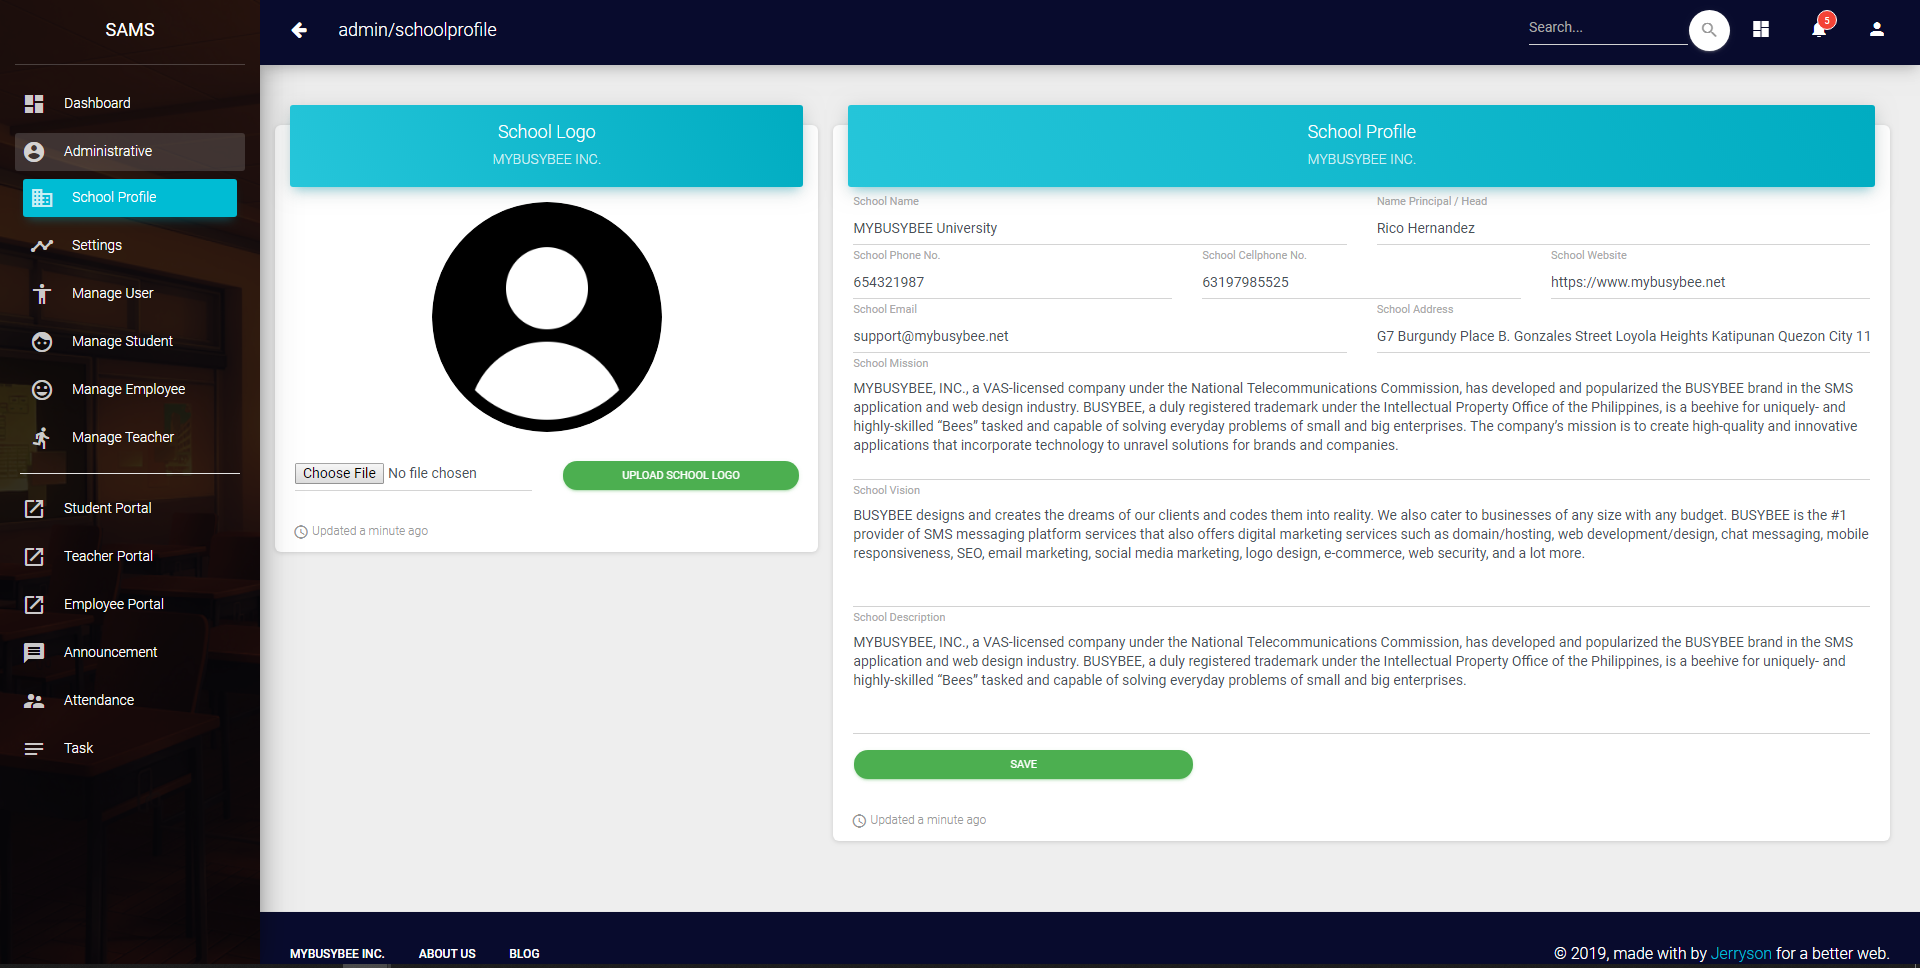 SAMS
Dashboard
Administrative
School Profile
Settings
Manage User
Manage Student
Manage Employee
Manage Teacher
Student Portal
Teacher Portal
Employee Portal
Announcement
Attendance
Task
admin/schoolprofile
Search...
5
School Logo
MYBUSYBEE INC.
Choose File No file chosen
UPLOAD SCHOOL LOGO
Updated a minute ago
School Profile
MYBUSYBEE INC.
School Name
MYBUSYBEE University
Name Principal / Head
Rico Hernandez
School Phone No.
654321987
School Cellphone No.
63197985525
School Website
https://www.mybusybee.net
School Email
support@mybusybee.net
School Address
G7 Burgundy Place B. Gonzales Street Loyola Heights Katipunan Quezon City 11
School Mission
MYBUSYBEE, INC., a VAS-licensed company under the National Telecommunications Commission, has developed and popularized the BUSYBEE brand in the SMS
application and web design industry. BUSYBEE, a duly registered trademark under the Intellectual Property Office of the Philippines, is a beehive for uniquely- and
highly-skilled “Bees” tasked and capable of solving everyday problems of small and big enterprises. The company’s mission is to create high-quality and innovative
applications that incorporate technology to unravel solutions for brands and companies.
School Vision
BUSYBEE designs and creates the dreams of our clients and codes them into reality. We also cater to businesses of any size with any budget. BUSYBEE is the #1
provider of SMS messaging platform services that also offers digital marketing services such as domain/hosting, web development/design, chat messaging, mobile
responsiveness, SEO, email marketing, social media marketing, logo design, e-commerce, web security, and a lot more.
School Description
MYBUSYBEE, INC., a VAS-licensed company under the National Telecommunications Commission, has developed and popularized the BUSYBEE brand in the SMS
application and web design industry. BUSYBEE, a duly registered trademark under the Intellectual Property Office of the Philippines, is a beehive for uniquely- and
highly-skilled “Bees” tasked and capable of solving everyday problems of small and big enterprises.
SAVE
Updated a minute ago
MYBUSYBEE INC.
ABOUT US
BLOG
© 2019, made with by Jerryson for a better web.